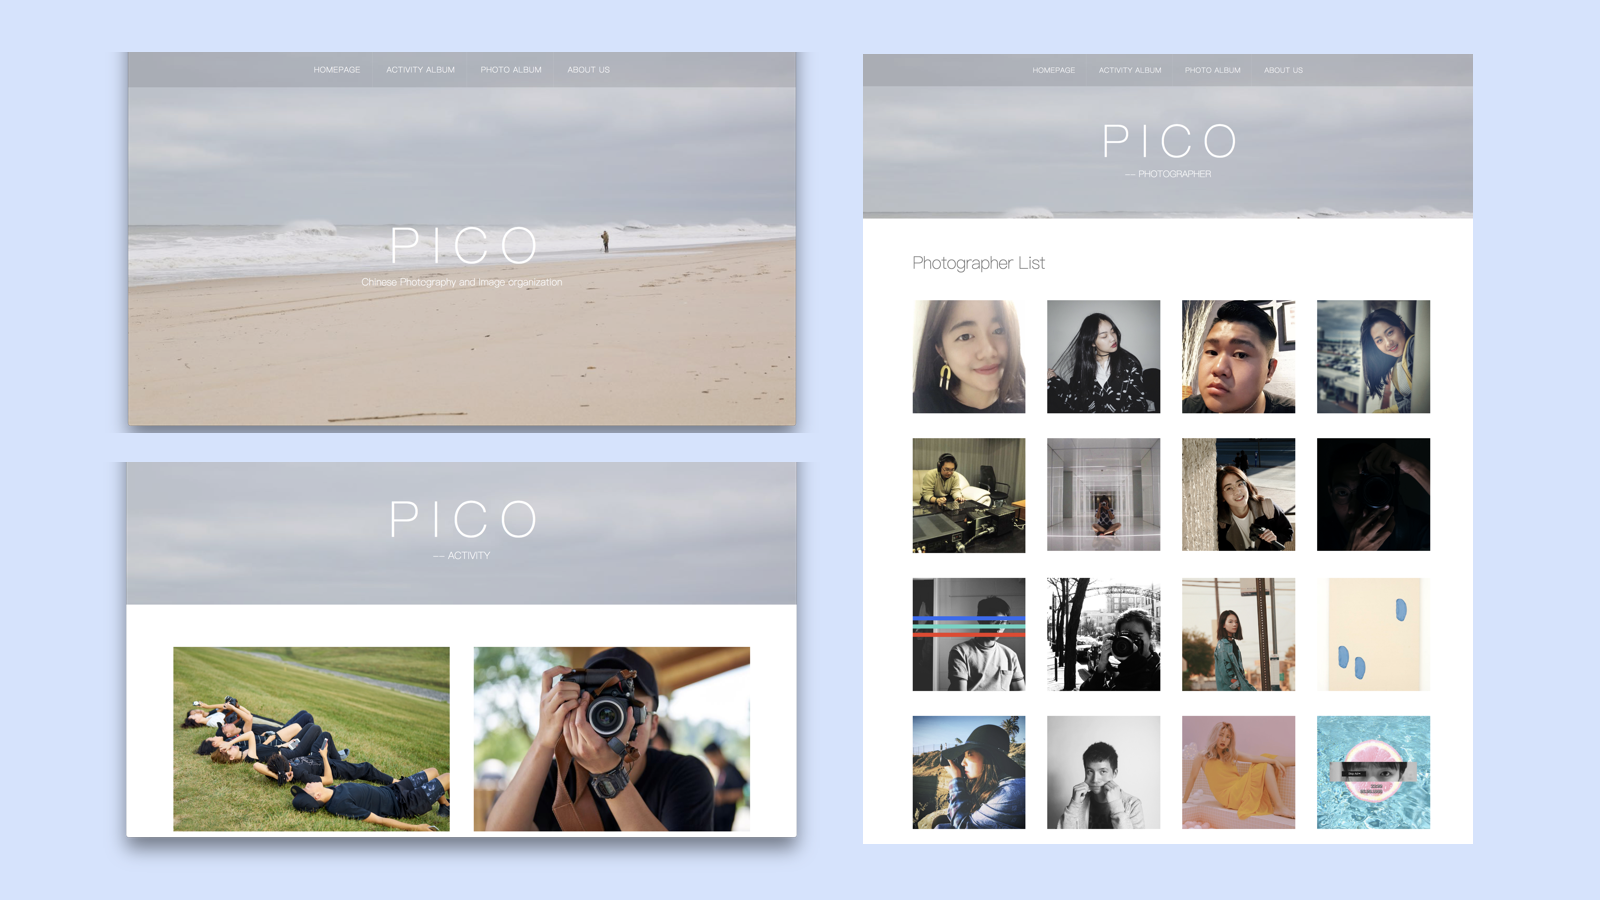 HOMEPAGE
ACTIVITY ALBUM
PHOTO ALBUM
ABOUT US
PICO
Chinese Photography and image organization
PICO
–– ACTIVITY
HOMEPAGE
ACTIVITY ALBUM
PHOTO ALBUM
ABOUT US
PICO
–– PHOTOGRAPHER
Photographer List